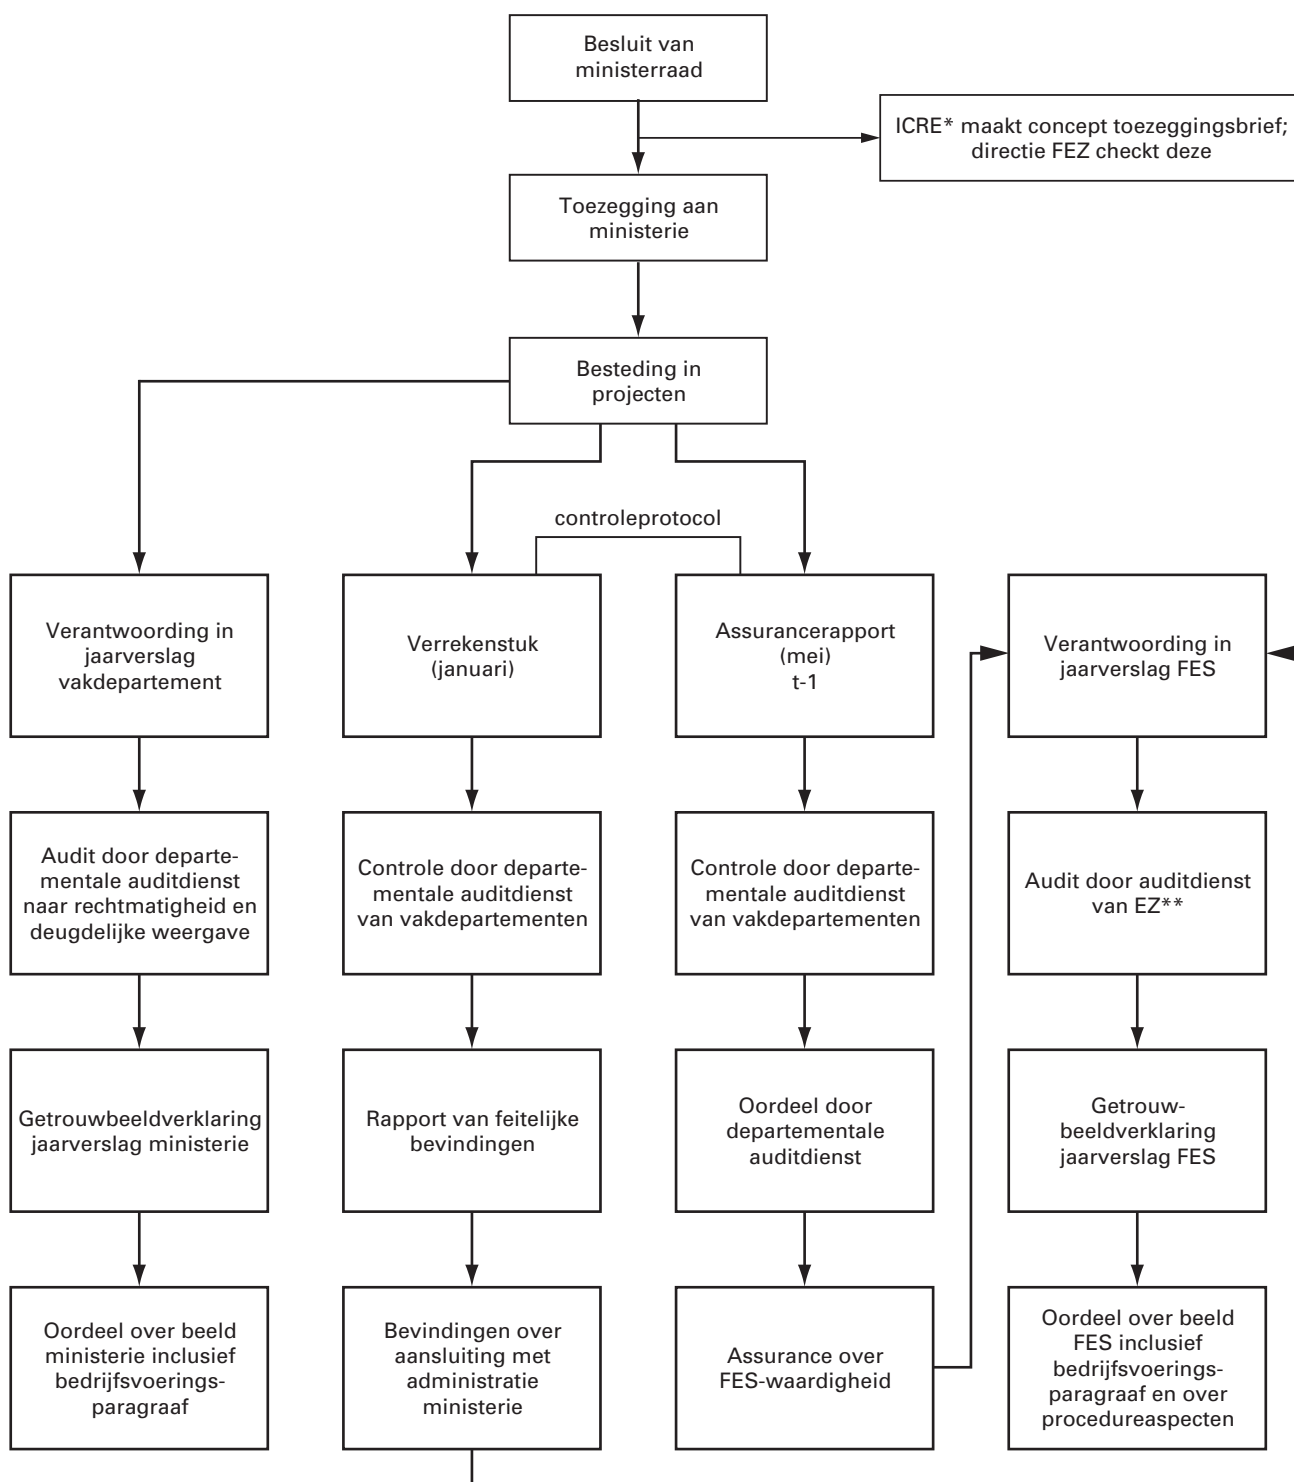 Besluit van
ministerraad
ICRE* maakt concept toezeggingsbrief;
directie FEZ checkt deze
Toezegging aan
ministerie
Besteding in
projecten
controleprotocol
Verantwoording in
jaarverslag
vakdepartement
Verrekenstuk
(januari)
Assurancerapport
(mei)
t-1
Verantwoording in
jaarverslag FES
Audit door departe-
mentale auditdienst
naar rechtmatigheid en
deugdelijke weergave
Controle door departe-
mentale auditdienst
van vakdepartementen
Controle door departe-
mentale auditdienst
van vakdepartementen
Audit door auditdienst
van EZ**
Getrouwbeeldverklaring
jaarverslag ministerie
Rapport van feitelijke
bevindingen
Oordeel door
departementale
auditdienst
Getrouw-
beeldverklaring
jaarverslag FES
Oordeel over beeld
ministerie inclusief
bedrijfsvoerings-
paragraaf
Bevindingen over
aansluiting met
administratie
ministerie
Assurance over
FES-waardigheid
Oordeel over beeld
FES inclusief
bedrijfsvoerings-
paragraaf en over
procedureaspecten